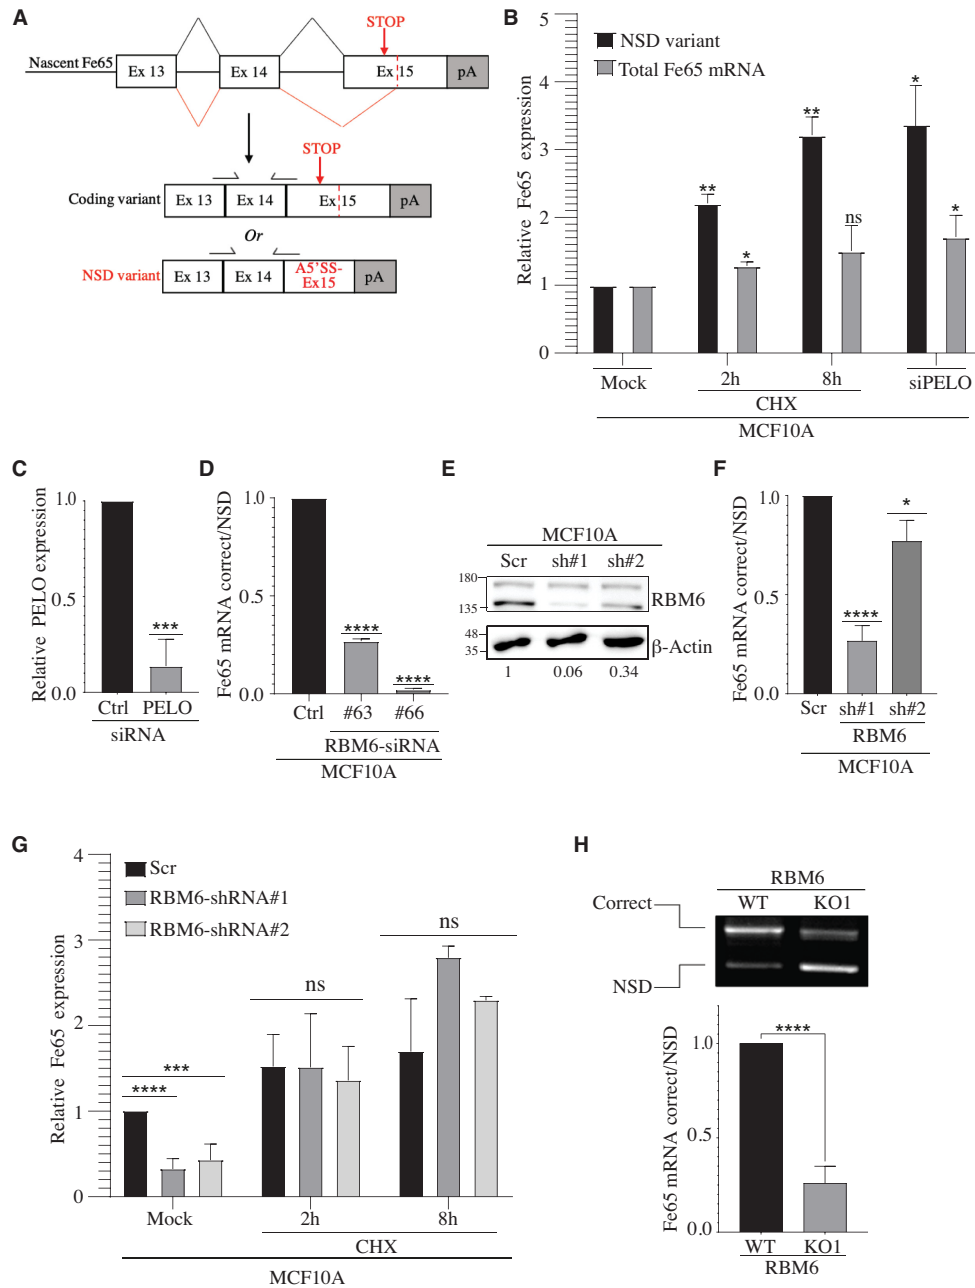 A
STOP
Nascent Fe65
Ex 13
Ex 14
Ex 15
pA
STOP
Coding variant
Ex 13
Ex 14
Ex 15
pA
Or
NSD variant
Ex 13
Ex 14
A5'SS-
Ex15
pA
B
Relative Fe65 expression
5
4
3
2
1
0
NSD variant
Total Fe65 mRNA
**
*
**
ns
*
*
Mock
2h
8h
siPELO
CHX
MCF10A
C
Relative PELO expression
1.0
0.5
0.0
***
Ctrl
PELO
siRNA
D
Fe65 mRNA correct/NSD
1.0
0.5
0.0
****
****
Ctrl
#63
#66
RBM6-siRNA
MCF10A
E
MCF10A
Scr
sh#1
sh#2
180
135
RBM6
48
35
β-Actin
1
0.06
0.34
F
Fe65 mRNA correct/NSD
1.0
0.5
0.0
****
*
Scr
sh#1
sh#2
RBM6
MCF10A
G
Relative Fe65 expression
4
3
2
1
0
Scr
RBM6-shRNA#1
RBM6-shRNA#2
***
****
ns
ns
Mock
2h
8h
CHX
MCF10A
H
RBM6
WT
KO1
Correct
NSD
Fe65 mRNA correct/NSD
1.0
0.5
0.0
****
WT
KO1
RBM6